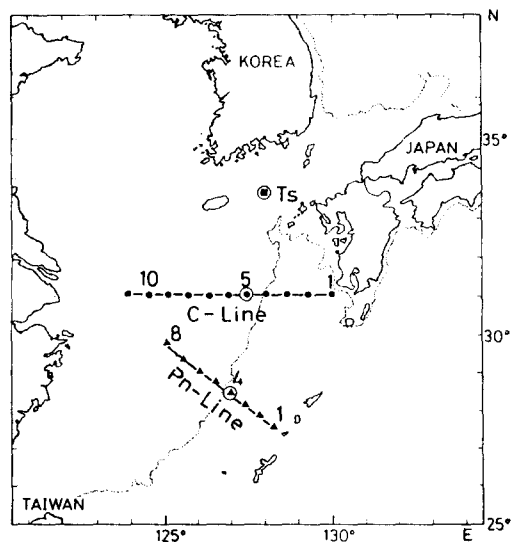 N
KOREA
35°
JAPAN
Ts
10 5 1
C-Line
30°
8
4
Pn-Line
1
TAIWAN
25°
125° 130° E